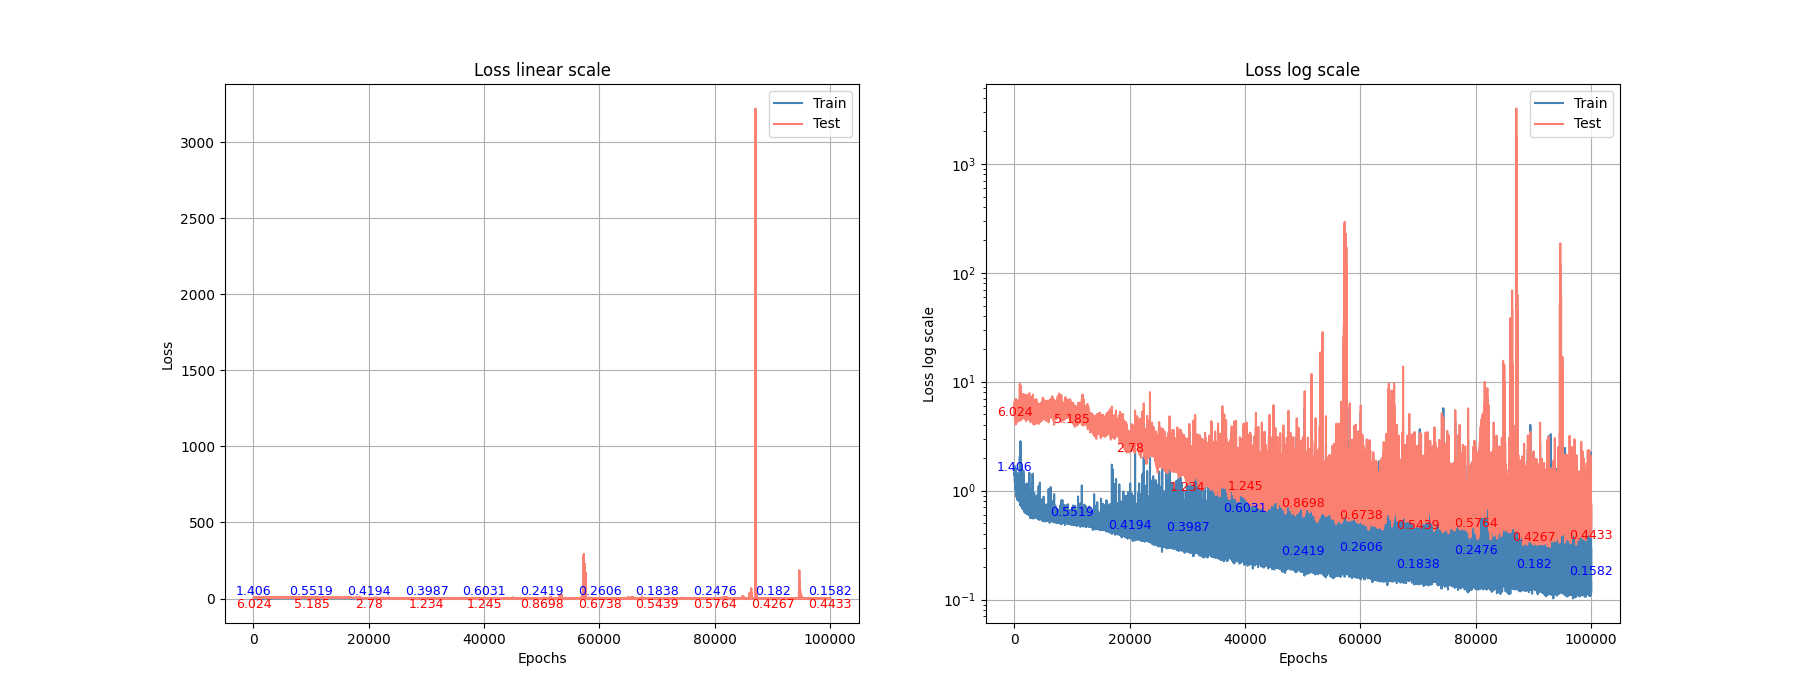 Loss linear scale
Train
Test
3000
2500
2000
1500
1000
500
0
Loss
1.406 0.5519 0.4194 0.3987 0.6031 0.2419 0.2606 0.1838 0.2476 0.182 0.1582
6.024 5.185 2.78 1.234 1.245 0.8698 0.6738 0.5439 0.5764 0.4267 0.4433
0 20000 40000 60000 80000 100000
Epochs
Loss log scale
Train
Test
10³
10²
10¹
10⁰
10⁻¹
Loss log scale
6.024 5.185 2.78 1.234 1.245 0.8698 0.6738 0.5439 0.5764 0.4267 0.4433
1.406 0.5519 0.4194 0.3987 0.6031 0.2419 0.2606 0.1838 0.2476 0.182 0.1582
0 20000 40000 60000 80000 100000
Epochs